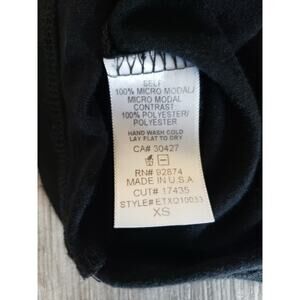 SELF:
100% MICRO MODAL/
MICRO MODAL
CONTRAST:
100% POLYESTER/
POLYESTER
HAND WASH COLD
LAY FLAT TO DRY
CA# 30427
RN# 92874
MADE IN U.S.A
CUT# 17435
STYLE# ETXQ10033
XS